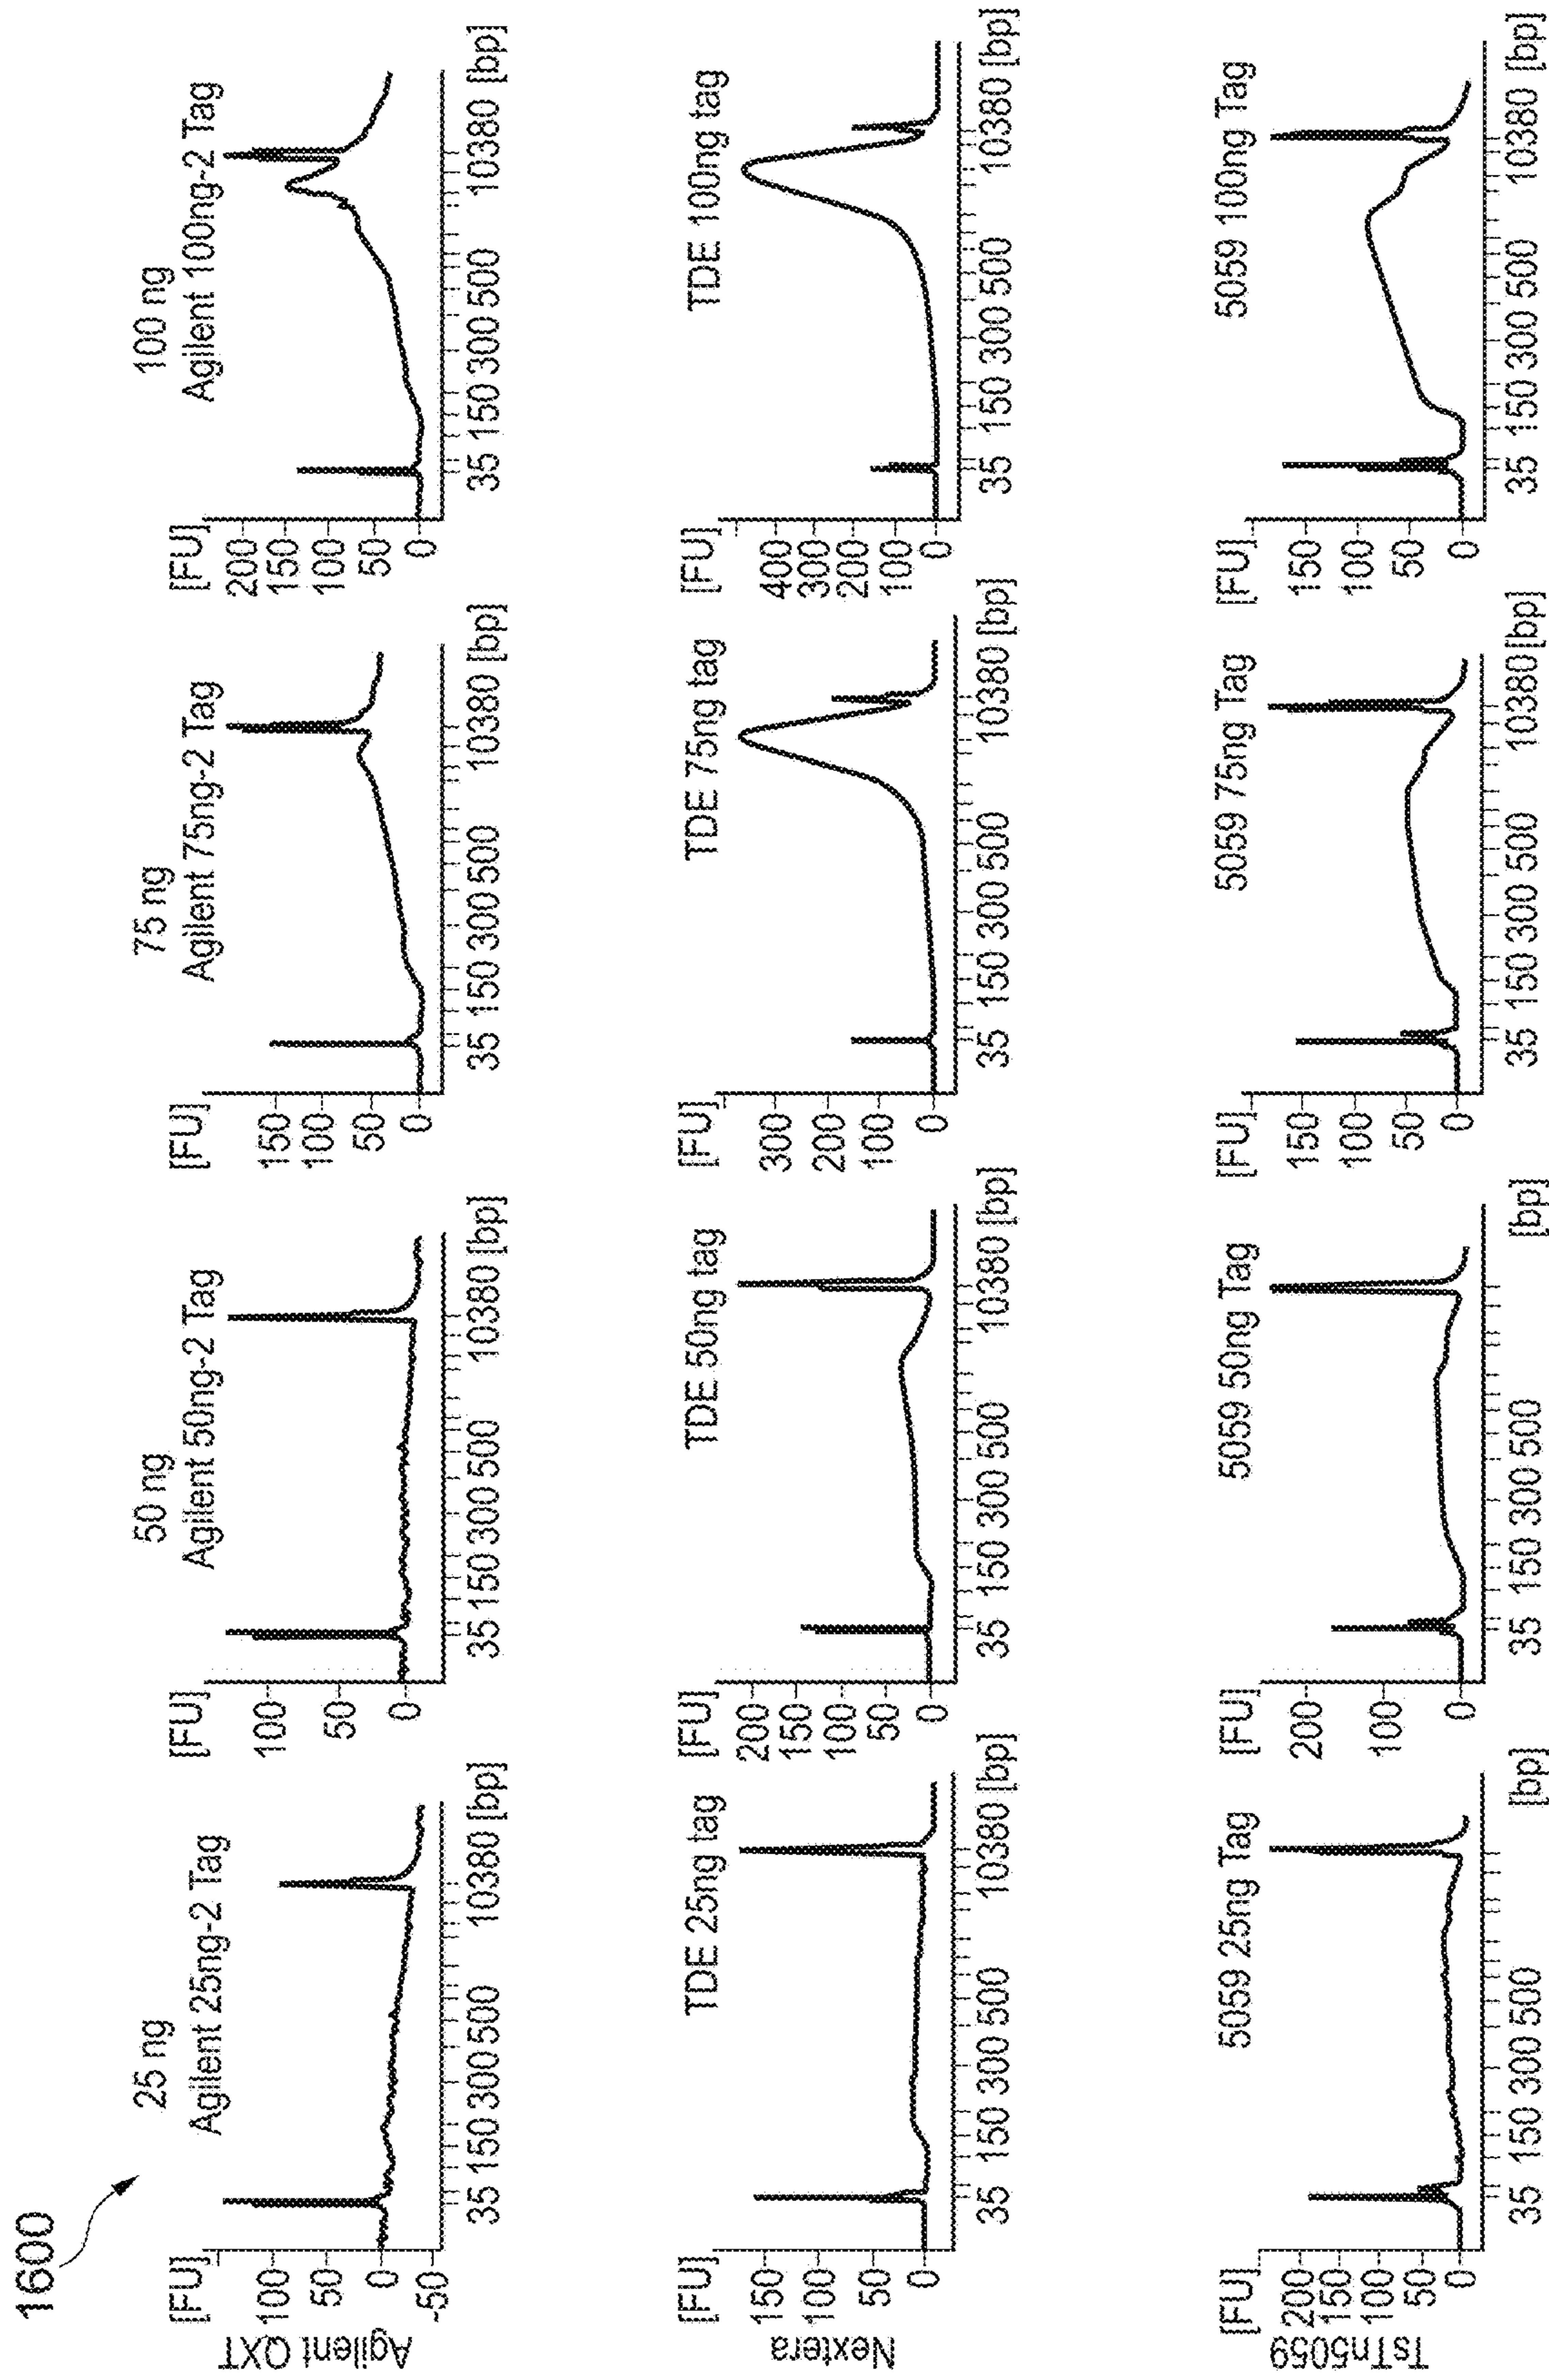 1600
25 ng
50 ng
75 ng
100 ng
Agilent QXT
Agilent 25ng-2 Tag
[FU]
100
50
0
-50
35 150 300 500 10380 [bp]
Agilent 50ng-2 Tag
[FU]
100
50
0
35 150 300 500 10380 [bp]
Agilent 75ng-2 Tag
[FU]
150
100
50
0
35 150 300 500 10380 [bp]
Agilent 100ng-2 Tag
[FU]
200
150
100
50
0
35 150 300 500 10380 [bp]
Nextera
TDE 25ng tag
[FU]
150
100
50
0
35 150 300 500 10380 [bp]
TDE 50ng tag
[FU]
200
150
100
50
0
35 150 300 500 10380 [bp]
TDE 75ng tag
[FU]
300
200
100
0
35 150 300 500 10380 [bp]
TDE 100ng tag
[FU]
400
300
200
100
0
35 150 300 500 10380 [bp]
TsTn5059
5059 25ng Tag
[FU]
200
150
100
50
0
35 150 300 500 [bp]
5059 50ng Tag
[FU]
200
100
0
35 150 300 500 [bp]
5059 75ng Tag
[FU]
150
100
50
0
35 150 300 500 10380 [bp]
5059 100ng Tag
[FU]
150
100
50
0
35 150 300 500 10380 [bp]